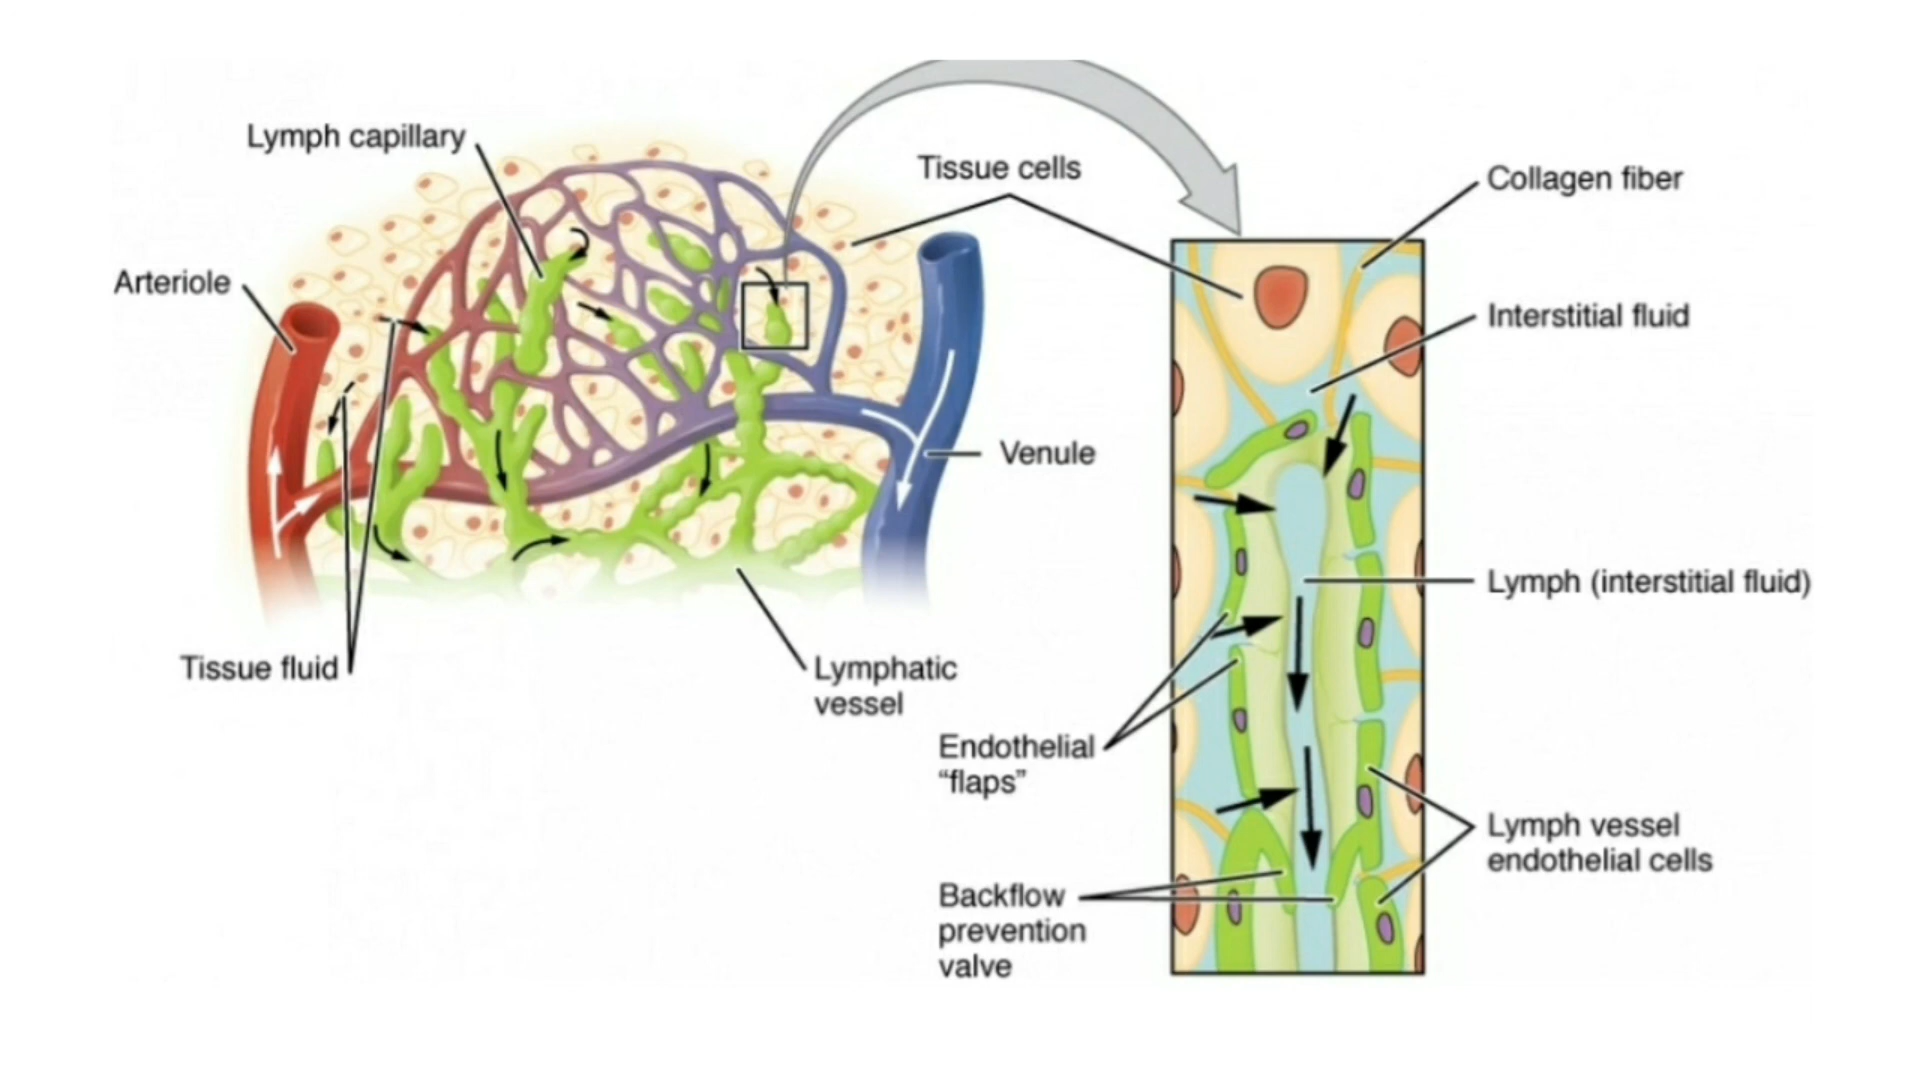 Lymph capillary
Tissue cells
Collagen fiber
Arteriole
Interstitial fluid
Venule
Lymph (interstitial fluid)
Tissue fluid
Lymphatic
vessel
Endothelial
“flaps”
Lymph vessel
endothelial cells
Backflow
prevention
valve